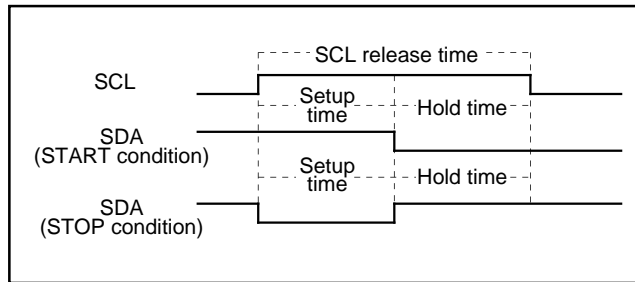 SCL release time
SCL
Setup
time
Hold time
SDA
(START condition)
Setup
time
Hold time
SDA
(STOP condition)